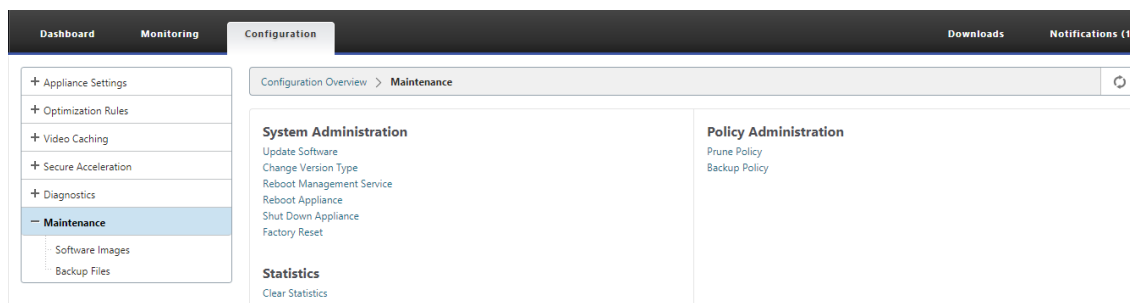 Dashboard Monitoring Configuration Downloads Notifications (1
+ Appliance Settings
+ Optimization Rules
+ Video Caching
+ Secure Acceleration
+ Diagnostics
− Maintenance
Software Images
Backup Files
Configuration Overview > Maintenance
System Administration
Update Software
Change Version Type
Reboot Management Service
Reboot Appliance
Shut Down Appliance
Factory Reset
Statistics
Clear Statistics
Policy Administration
Prune Policy
Backup Policy